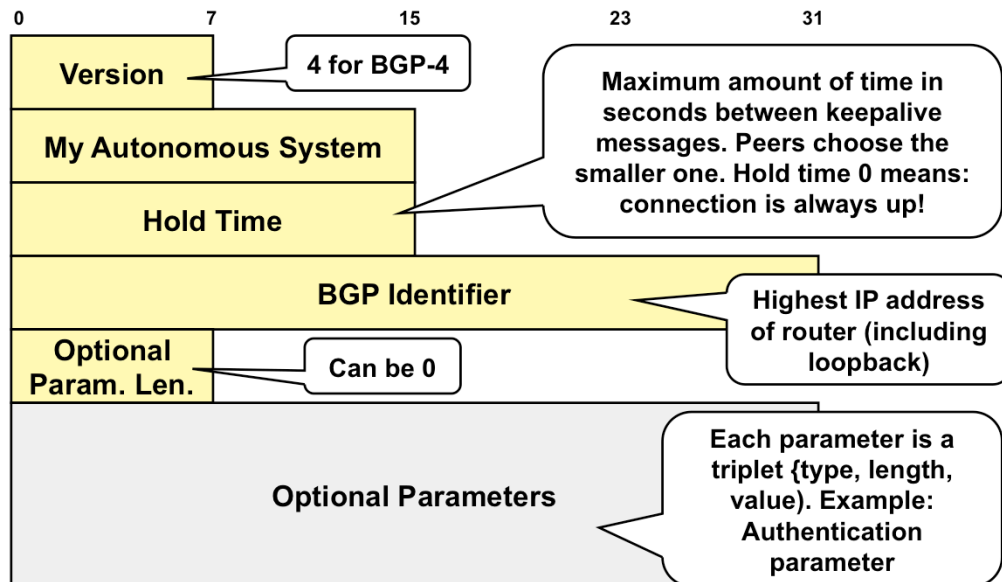 0 7 15 23 31
Version
4 for BGP-4
Maximum amount of time in
seconds between keepalive
messages. Peers choose the
smaller one. Hold time 0 means:
connection is always up!
My Autonomous System
Hold Time
BGP Identifier
Highest IP address
of router (including
loopback)
Optional
Param. Len.
Can be 0
Optional Parameters
Each parameter is a
triplet {type, length,
value). Example:
Authentication
parameter